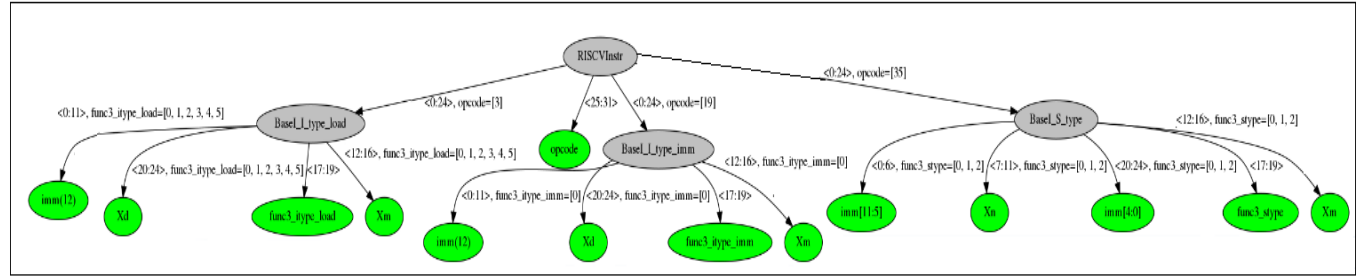 RISCVInstr
<0:24>, opcode=[35]
<0:24>, opcode=[3]
<25:31>
<0:24>, opcode=[19]
<0:11>, func3_itype_load=[0, 1, 2, 3, 4, 5]
BaseI_I_type_load
BaseI_S_type
<12:16>, func3_stype=[0, 1, 2]
opcode
BaseI_I_type_imm
<12:16>, func3_itype_load=[0, 1, 2, 3, 4, 5]
<12:16>, func3_itype_imm=[0]
<20:24>, func3_itype_load=[0, 1, 2, 3, 4, 5]
<17:19>
<0:6>, func3_stype=[0, 1, 2]
<7:11>, func3_stype=[0, 1, 2]
<20:24>, func3_stype=[0, 1, 2]
<17:19>
<0:11>, func3_itype_imm=[0]
<20:24>, func3_itype_imm=[0]
<17:19>
imm(12)
Xd
func3_itype_load
Xm
imm[11:5]
Xn
imm[4:0]
func3_stype
Xm
imm(12)
Xd
func3_itype_imm
Xm